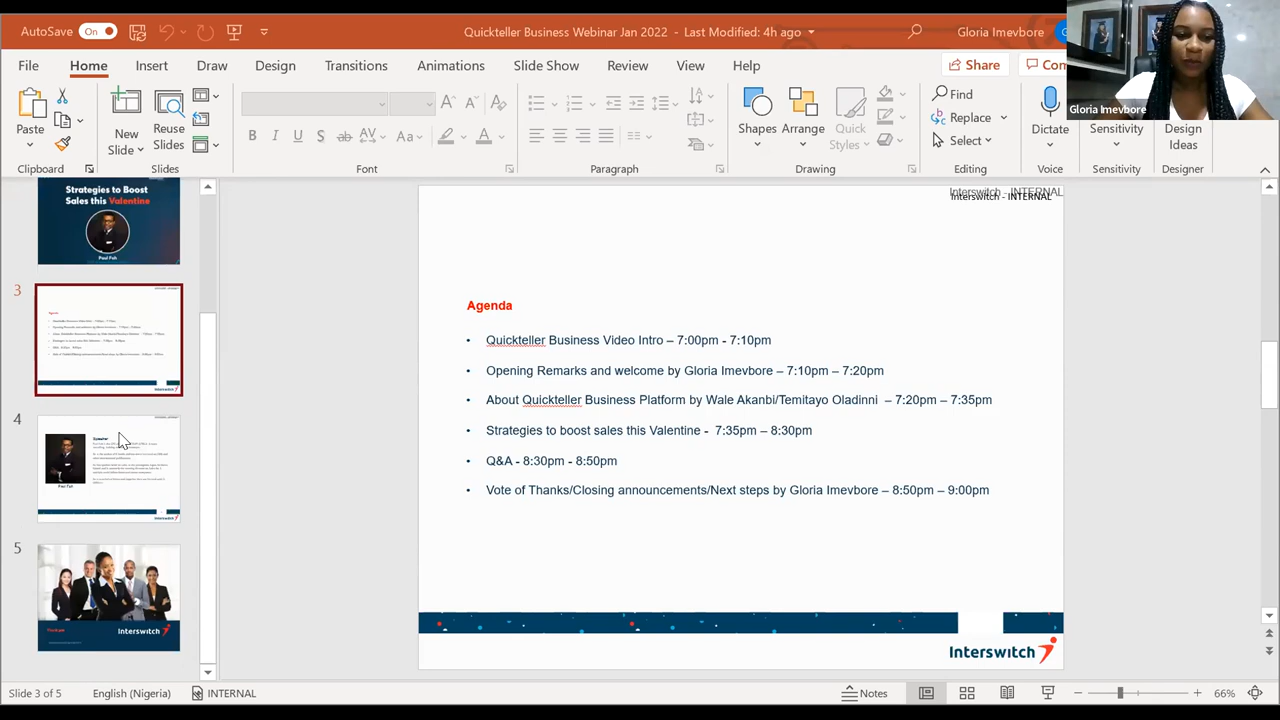 AutoSave
On
Quickteller Business Webinar Jan 2022 - Last Modified: 4h ago
Gloria Imevbore
File Home Insert Draw Design Transitions Animations Slide Show Review View Help
Share
Com
Gloria Imevbore
Paste
New Slide
Reuse Slides
Find
Replace
Select
Shapes
Arrange
Quick Styles
Dictate
Sensitivity
Design Ideas
Clipboard
Slides
Font
Paragraph
Drawing
Editing
Voice
Sensitivity
Designer
Strategies to Boost
Sales this Valentine
3
4
Speaker
5
Interswitch
Interswitch - INTERNAL
Interswitch - INTERNAL
Agenda
• Quickteller Business Video Intro – 7:00pm - 7:10pm
• Opening Remarks and welcome by Gloria Imevbore – 7:10pm – 7:20pm
• About Quickteller Business Platform by Wale Akanbi/Temitayo Oladinni – 7:20pm – 7:35pm
• Strategies to boost sales this Valentine - 7:35pm – 8:30pm
• Q&A - 8:30pm - 8:50pm
• Vote of Thanks/Closing announcements/Next steps by Gloria Imevbore – 8:50pm – 9:00pm
Interswitch
Slide 3 of 5
English (Nigeria)
INTERNAL
Notes
66%